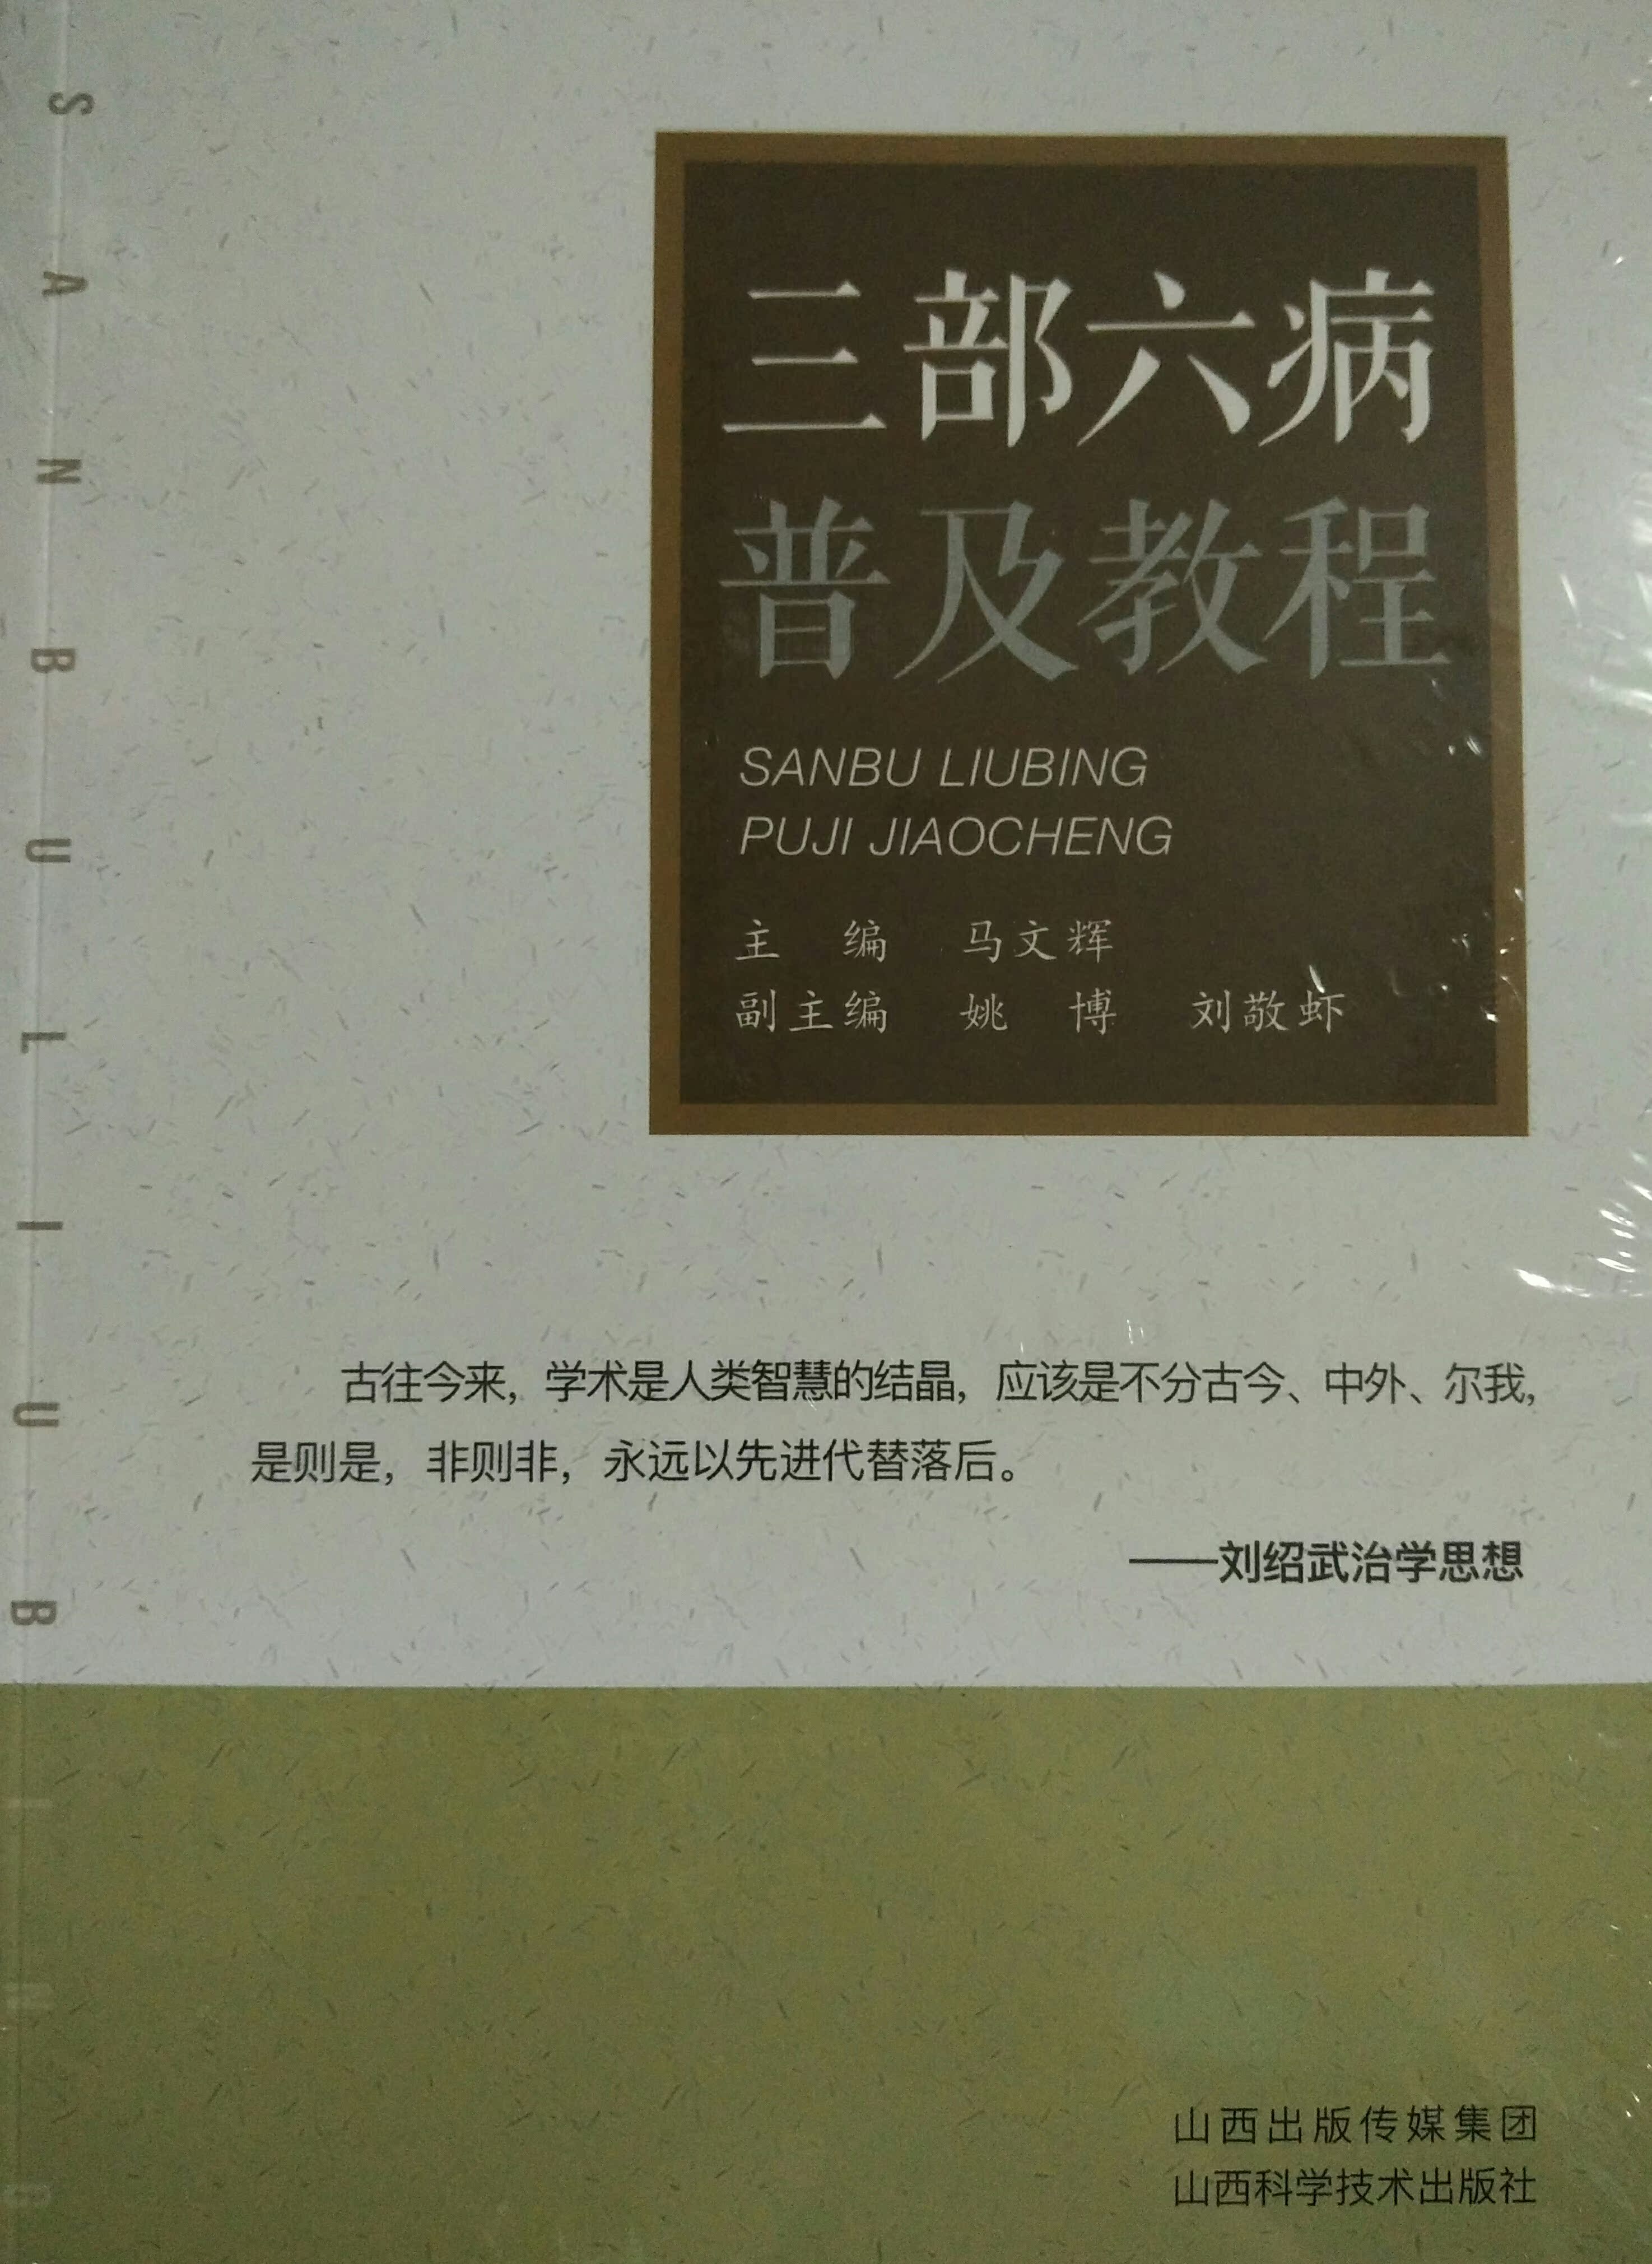 三部六病
普及教程
SANBU LIUBING
PUJI JIAOCHENG
主 编 马文辉
副主编 姚 博 刘敬虾
古往今来，学术是人类智慧的结晶，应该是不分古今、中外、尔我，
是则是，非则非，永远以先进代替落后。
——刘绍武治学思想
山西出版传媒集团
山西科学技术出版社
SANBULIUBING